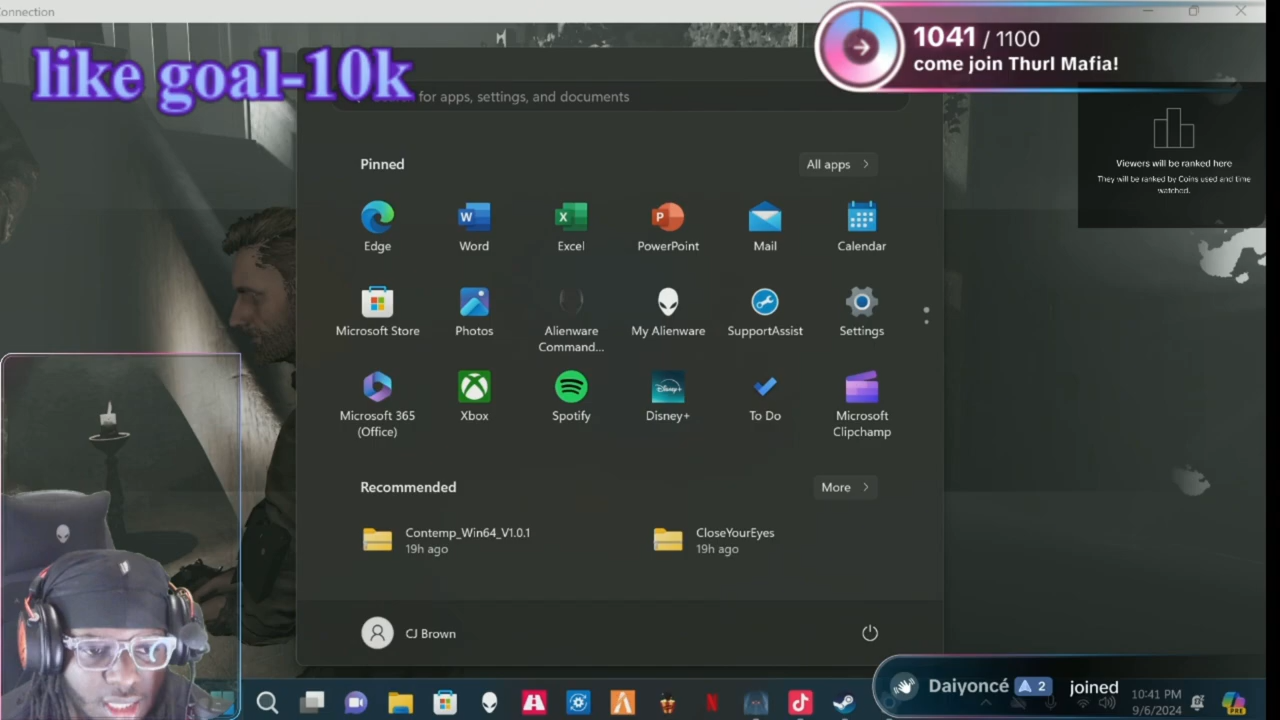 onnection
like goal-10k
1041 / 1100
come join Thurl Mafia!
for apps, settings, and documents
Viewers will be ranked here
They will be ranked by Coins used and time
watched.
Pinned
All apps
Edge
Word
Excel
PowerPoint
Mail
Calendar
Microsoft Store
Photos
Alienware
Command...
My Alienware
SupportAssist
Settings
Microsoft 365
(Office)
Xbox
Spotify
Disney+
To Do
Microsoft
Clipchamp
Recommended
More
Contemp_Win64_V1.0.1
19h ago
CloseYourEyes
19h ago
CJ Brown
Daiyoncé
2
joined
10:41 PM
9/6/2024